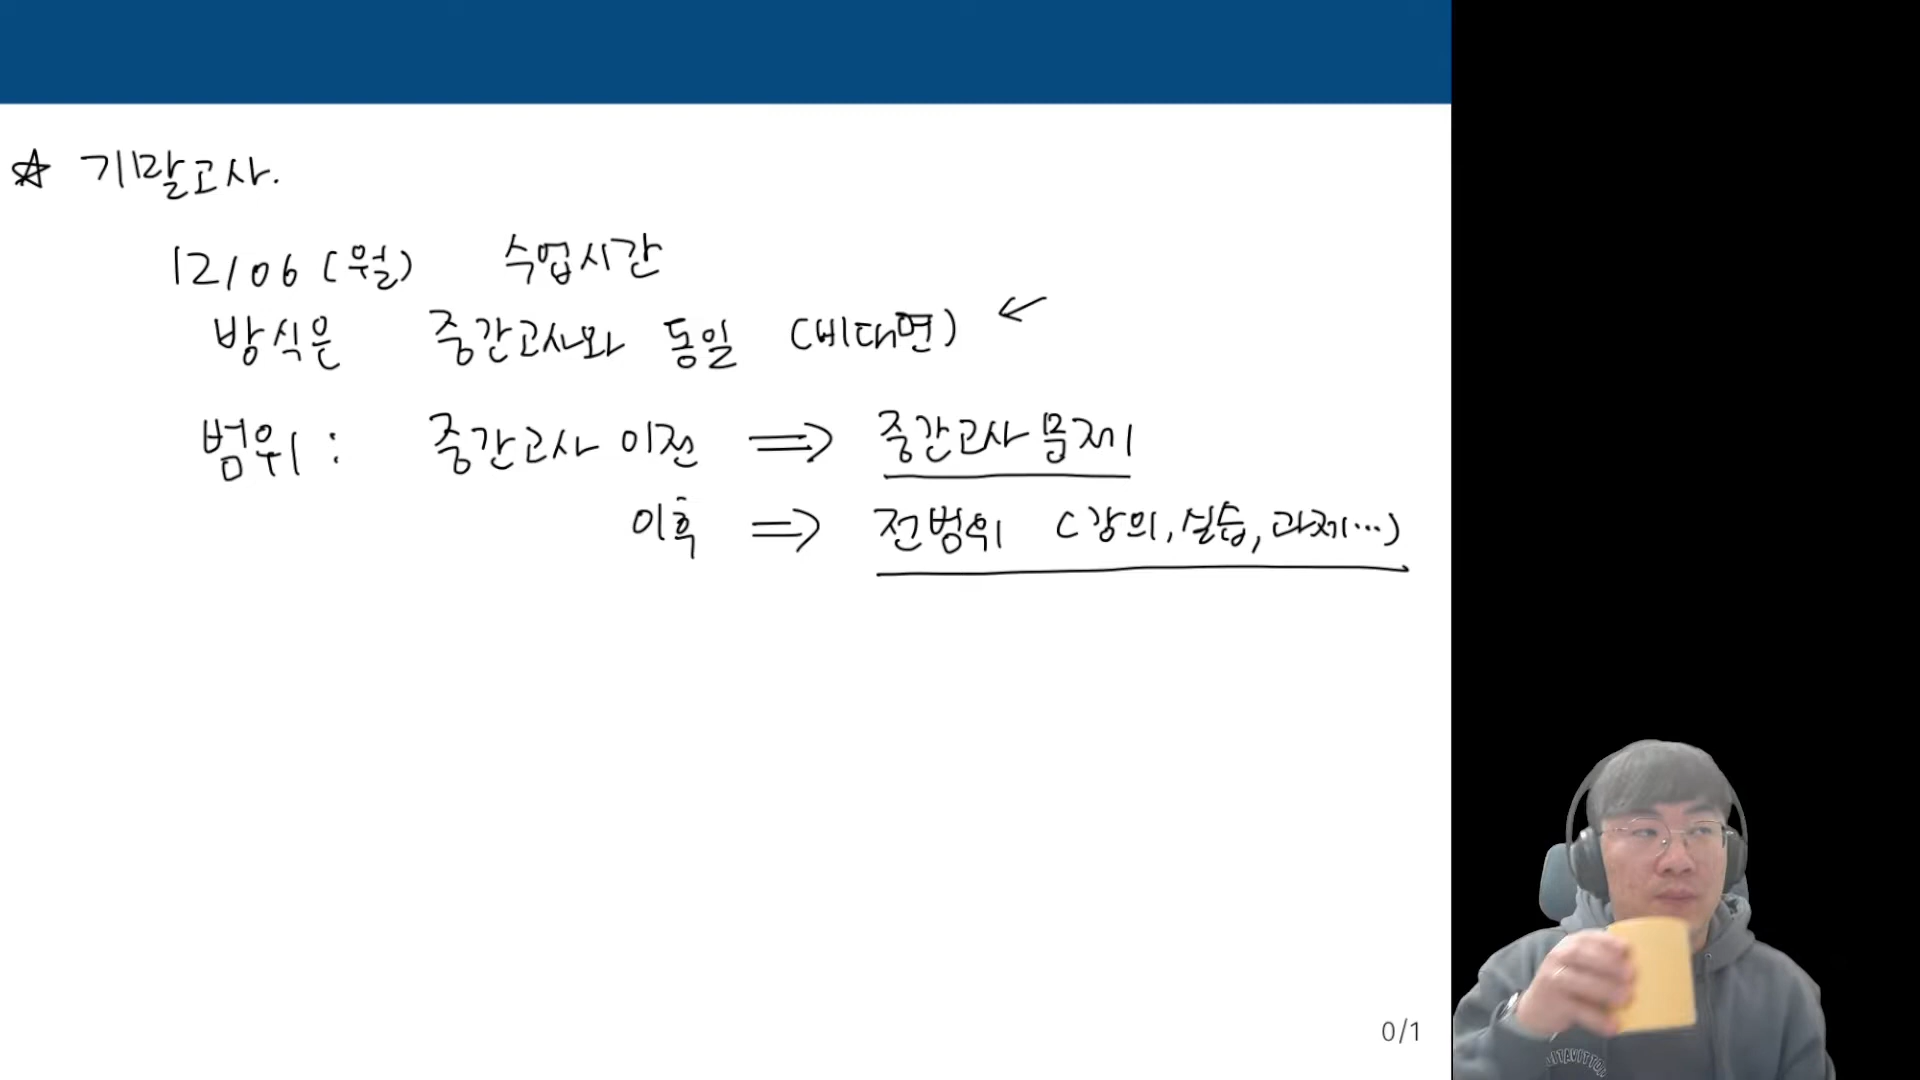 ☆ 기말고사.
12/06 (월) 수업시간
방식은 중간고사와 동일 (비대면) ←
범위 : 중간고사 이전 ⇒ 중간고사 문제
이후 ⇒ 전범위 (강의, 실습, 과제...)
0/1